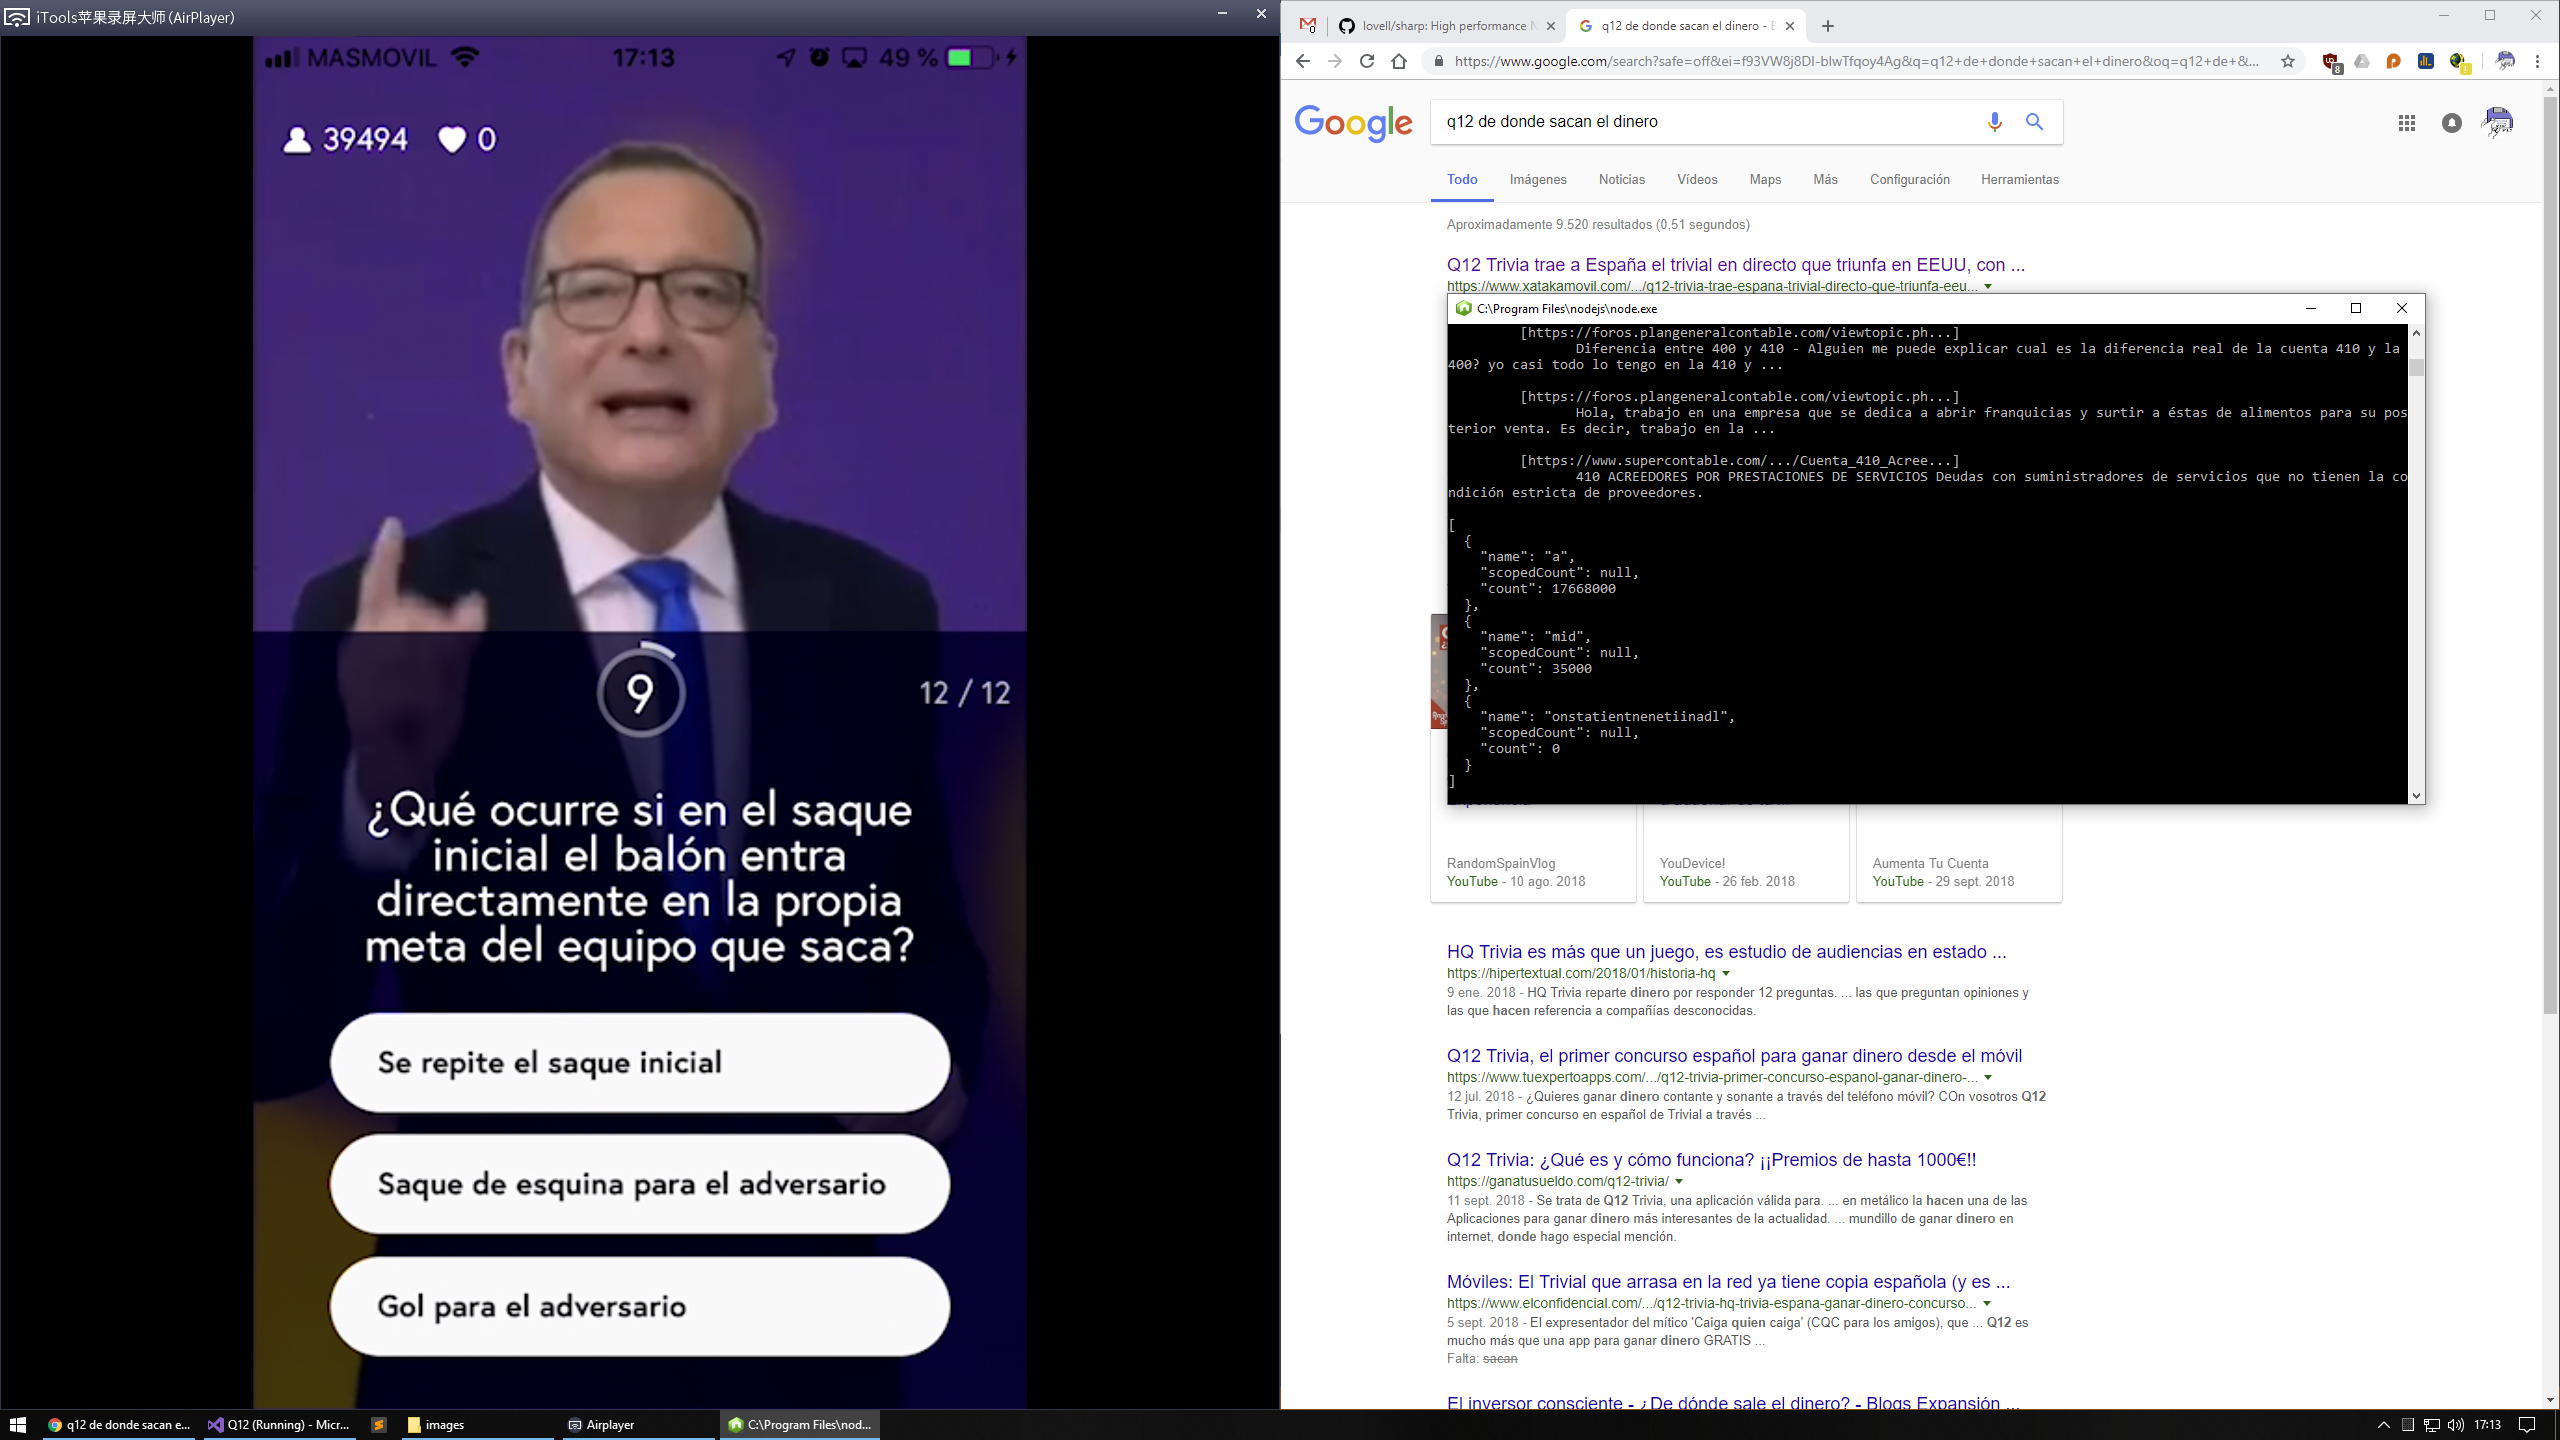 iTools苹果录屏大师(AirPlayer)
MASMOVIL 17:13 49 %
39494 0
9
12 / 12
¿Qué ocurre si en el saque
inicial el balón entra
directamente en la propia
meta del equipo que saca?
Se repite el saque inicial
Saque de esquina para el adversario
Gol para el adversario
lovell/sharp: High performance
q12 de donde sacan el dinero -
https://www.google.com/search?safe=off&ei=f93VW8j8DI-blwTfqoy4Ag&q=q12+de+donde+sacan+el+dinero&oq=q12+de+&...
Google
q12 de donde sacan el dinero
Todo Imágenes Noticias Vídeos Maps Más Configuración Herramientas
Aproximadamente 9.520 resultados (0,51 segundos)
Q12 Trivia trae a España el trivial en directo que triunfa en EEUU, con ...
https://www.xatakamovil.com/.../q12-trivia-trae-espana-trivial-directo-que-triunfa-eeu...
C:\Program Files\nodejs\node.exe
[https://foros.plangeneralcontable.com/viewtopic.ph...]
Diferencia entre 400 y 410 - Alguien me puede explicar cual es la diferencia real de la cuenta 410 y la
400? yo casi todo lo tengo en la 410 y ...
[https://foros.plangeneralcontable.com/viewtopic.ph...]
Hola, trabajo en una empresa que se dedica a abrir franquicias y surtir a éstas de alimentos para su pos
terior venta. Es decir, trabajo en la ...
[https://www.supercontable.com/.../Cuenta_410_Acree...]
410 ACREEDORES POR PRESTACIONES DE SERVICIOS Deudas con suministradores de servicios que no tienen la co
ndición estricta de proveedores.
[
{
"name": "a",
"scopedCount": null,
"count": 17668000
},
{
"name": "mid",
"scopedCount": null,
"count": 35000
},
{
"name": "onstatientnenetiinadl",
"scopedCount": null,
"count": 0
}
]
RandomSpainVlog
YouTube - 10 ago. 2018
YouDevice!
YouTube - 26 feb. 2018
Aumenta Tu Cuenta
YouTube - 29 sept. 2018
HQ Trivia es más que un juego, es estudio de audiencias en estado ...
https://hipertextual.com/2018/01/historia-hq
9 ene. 2018 - HQ Trivia reparte dinero por responder 12 preguntas. ... las que preguntan opiniones y
las que hacen referencia a compañías desconocidas.
Q12 Trivia, el primer concurso español para ganar dinero desde el móvil
https://www.tuexpertoapps.com/.../q12-trivia-primer-concurso-espanol-ganar-dinero-...
12 jul. 2018 - ¿Quieres ganar dinero contante y sonante a través del teléfono móvil? COn vosotros Q12
Trivia, primer concurso en español de Trivial a través ...
Q12 Trivia: ¿Qué es y cómo funciona? ¡¡Premios de hasta 1000€!!
https://ganatusueldo.com/q12-trivia/
11 sept. 2018 - Se trata de Q12 Trivia, una aplicación válida para. ... en metálico la hacen una de las
Aplicaciones para ganar dinero más interesantes de la actualidad. ... mundillo de ganar dinero en
internet, donde hago especial mención.
Móviles: El Trivial que arrasa en la red ya tiene copia española (y es ...
https://www.elconfidencial.com/.../q12-trivia-hq-trivia-espana-ganar-dinero-concurso...
5 sept. 2018 - El expresentador del mítico 'Caiga quien caiga' (CQC para los amigos), que ... Q12 es
mucho más que una app para ganar dinero GRATIS ...
Falta: sacan
El inversor consciente - ¿De dónde sale el dinero? - Blogs Expansión ...
q12 de donde sacan e... Q12 (Running) - Micr... images Airplayer C:\Program Files\nod... 17:13